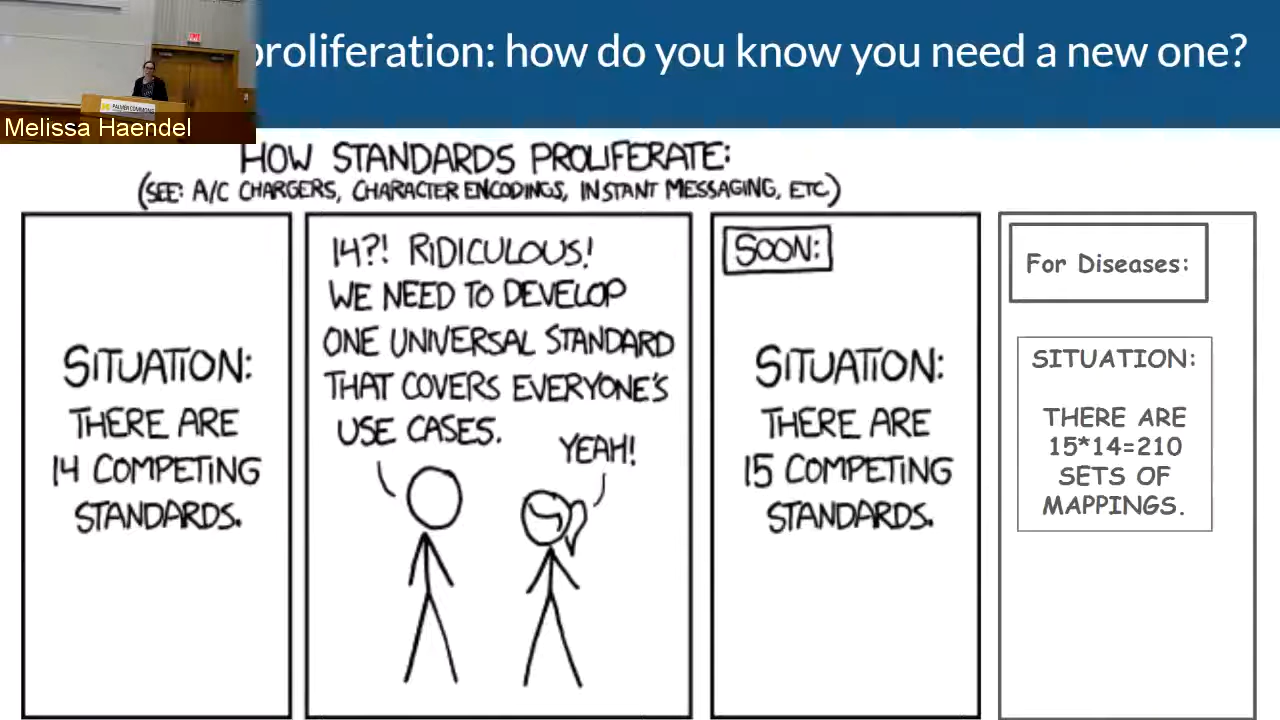 proliferation: how do you know you need a new one?
PALMER COMMONS
Melissa Haendel
HOW STANDARDS PROLIFERATE:
(SEE: A/C CHARGERS, CHARACTER ENCODINGS, INSTANT MESSAGING, ETC.)
SITUATION:
THERE ARE
14 COMPETING
STANDARDS.
14?! RIDICULOUS!
WE NEED TO DEVELOP
ONE UNIVERSAL STANDARD
THAT COVERS EVERYONE'S
USE CASES.
YEAH!
SOON:
SITUATION:
THERE ARE
15 COMPETING
STANDARDS.
For Diseases:
SITUATION:
THERE ARE
15*14=210
SETS OF
MAPPINGS.